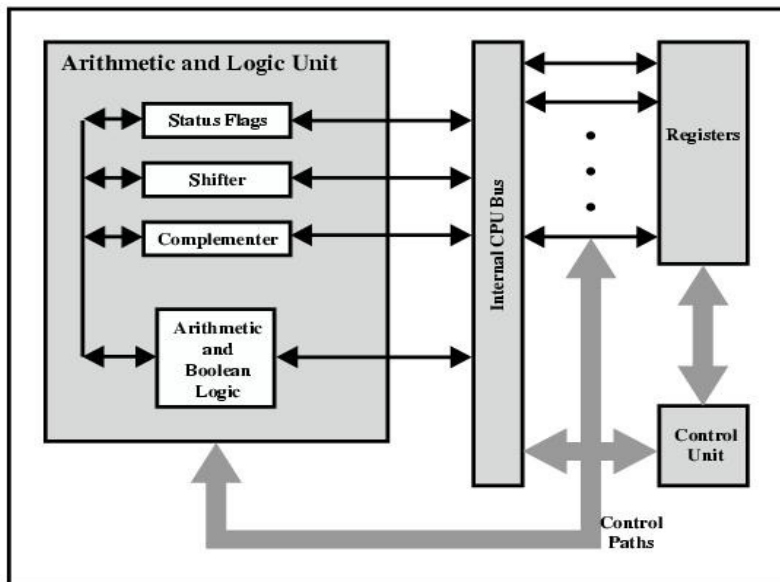 Arithmetic and Logic Unit
Status Flags
Shifter
Complementer
Arithmetic
and
Boolean
Logic
Internal CPU Bus
Registers
Control
Unit
Control
Paths